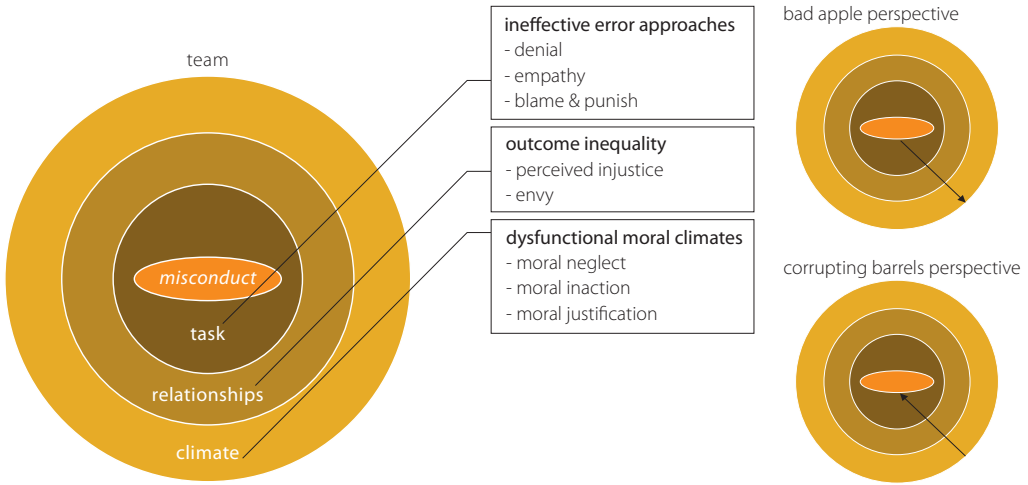 team
misconduct
task
relationships
climate
ineffective error approaches
- denial
- empathy
- blame & punish
outcome inequality
- perceived injustice
- envy
dysfunctional moral climates
- moral neglect
- moral inaction
- moral justification
bad apple perspective
corrupting barrels perspective